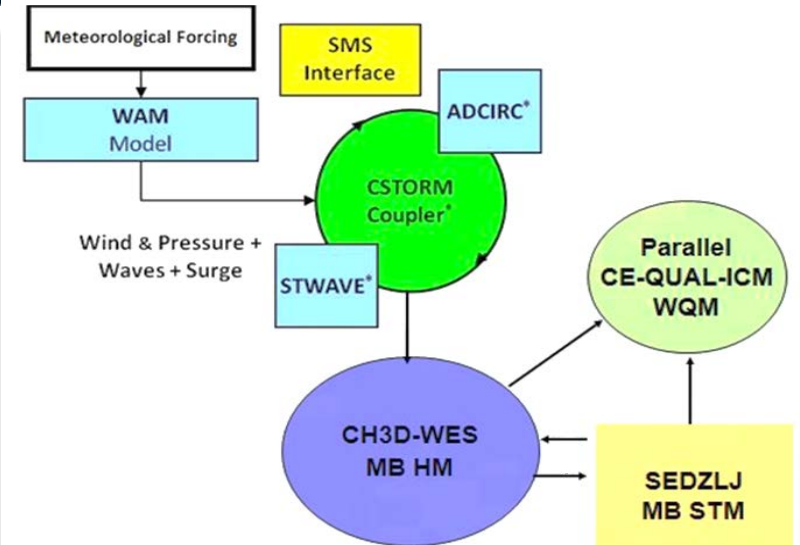 Meteorological Forcing
SMS
Interface
ADCIRC*
WAM
Model
CSTORM
Coupler*
Wind & Pressure +
Waves + Surge
STWAVE*
Parallel
CE-QUAL-ICM
WQM
CH3D-WES
MB HM
SEDZLJ
MB STM